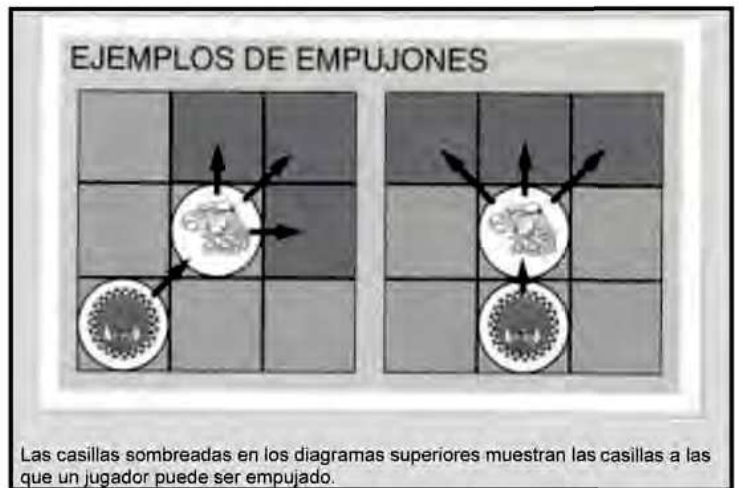 EJEMPLOS DE EMPUJONES
Las casillas sombreadas en los diagramas superiores muestran las casillas a las
que un jugador puede ser empujado.